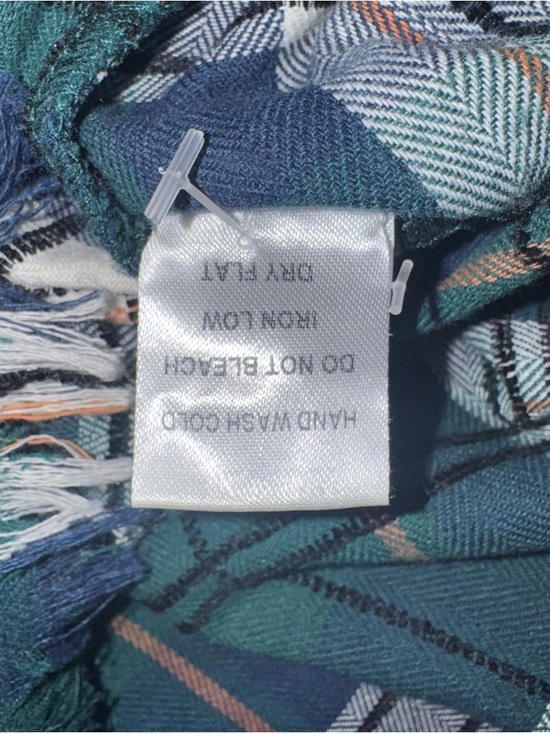 HAND WASH COLD
DO NOT BLEACH
IRON LOW
DRY FLAT